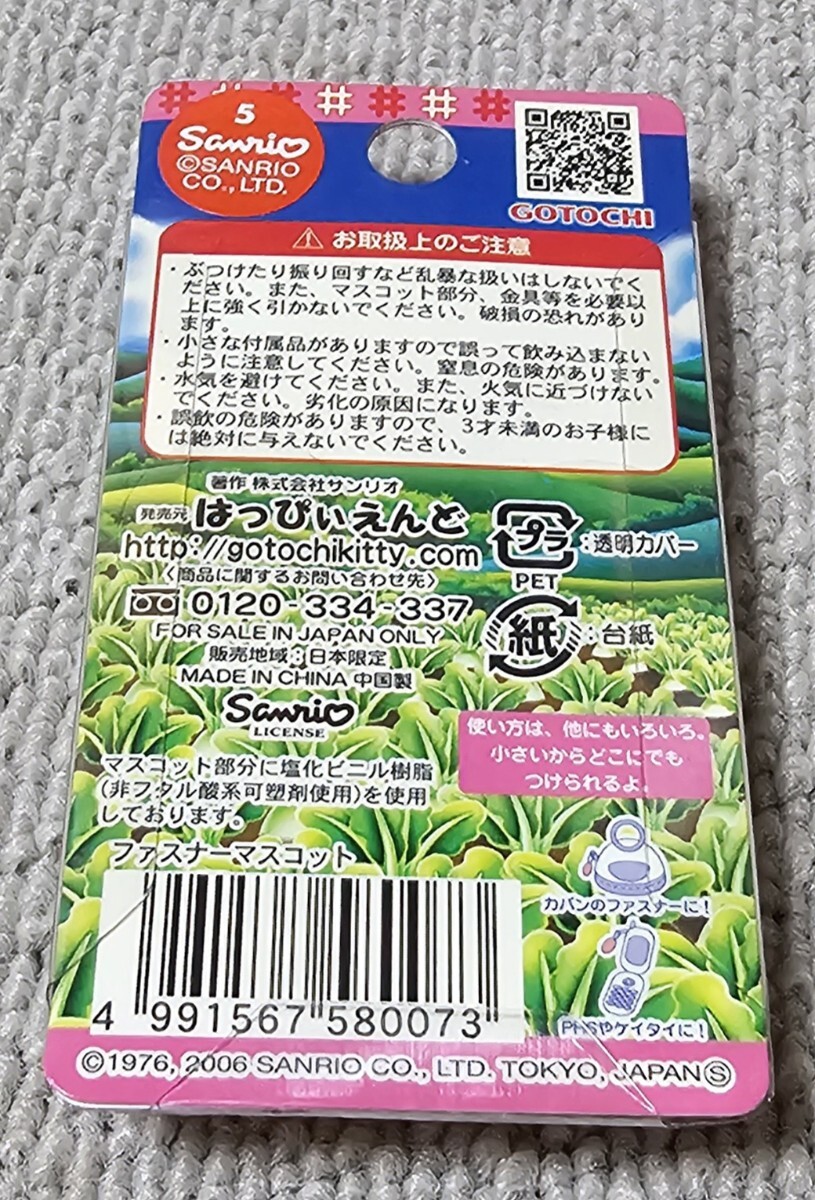 5
Sanrio
©SANRIO
CO., LTD.
GOTOCHI
⚠ お取扱上のご注意
・ぶつけたり振り回すなど乱暴な扱いはしないでく
ださい。また、マスコット部分、金具等を必要以
上に強く引かないでください。破損の恐れがあり
ます。
・小さな付属品がありますので誤って飲み込まない
ように注意してください。窒息の危険があります。
・水気を避けてください。また、火気に近づけない
でください。劣化の原因になります。
・誤飲の危険がありますので、3才未満のお子様に
は絶対に与えないでください。
著作 株式会社サンリオ
発売元 はっぴぃえんど
http://gotochikitty.com
〈商品に関するお問い合わせ先〉
0120-334-337
FOR SALE IN JAPAN ONLY
販売地域:日本限定
MADE IN CHINA 中国製
Sanrio
LICENSE
プラ :透明カバー
PET
紙 :台紙
使い方は、他にもいろいろ。
小さいからどこにでも
つけられるよ。
マスコット部分に塩化ビニル樹脂
(非フタル酸系可塑剤使用)を使用
しております。
ファスナーマスコット
カバンのファスナーに!
PHSやケイタイに!
4 991567 580073
©1976, 2006 SANRIO CO., LTD. TOKYO, JAPAN Ⓢ